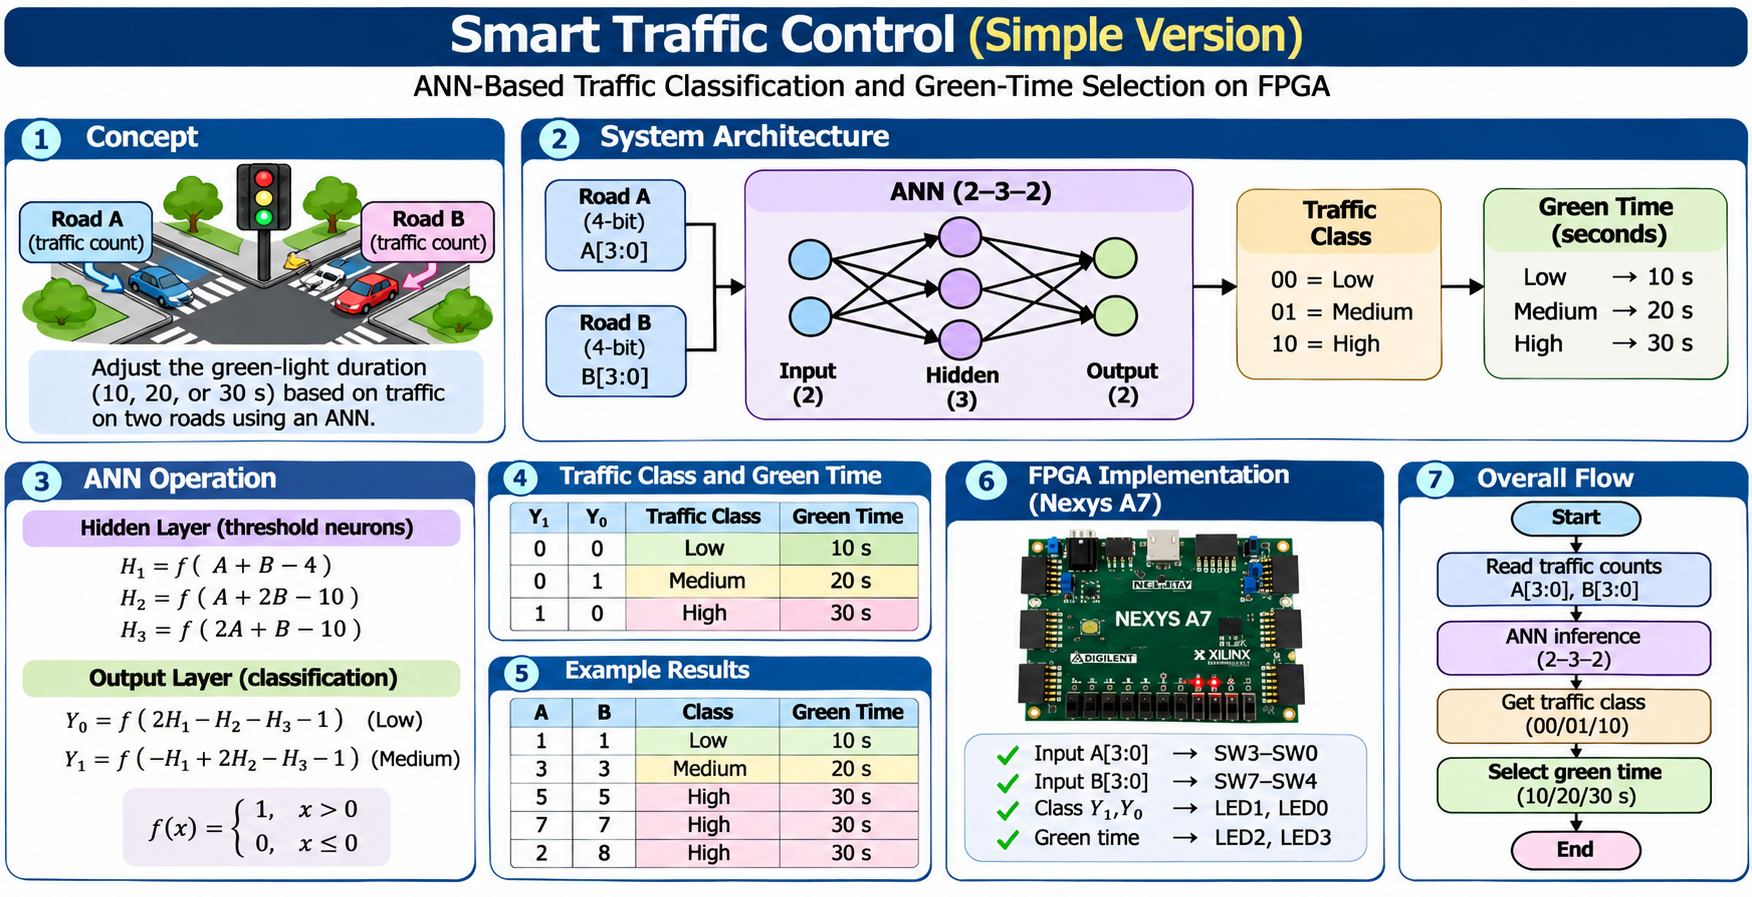 Smart Traffic Control (Simple Version)
ANN-Based Traffic Classification and Green-Time Selection on FPGA
1 Concept
Road A
(traffic count)
Road B
(traffic count)
Adjust the green-light duration
(10, 20, or 30 s) based on traffic
on two roads using an ANN.
2 System Architecture
Road A
(4-bit)
A[3:0]
Road B
(4-bit)
B[3:0]
ANN (2–3–2)
Input
(2)
Hidden
(3)
Output
(2)
Traffic
Class
00 = Low
01 = Medium
10 = High
Green Time
(seconds)
Low → 10 s
Medium → 20 s
High → 30 s
3 ANN Operation
Hidden Layer (threshold neurons)
H₁ = f ( A + B − 4 )
H₂ = f ( A + 2B − 10 )
H₃ = f ( 2A + B − 10 )
Output Layer (classification)
Y₀ = f ( 2H₁ − H₂ − H₃ − 1 ) (Low)
Y₁ = f ( −H₁ + 2H₂ − H₃ − 1 ) (Medium)
f(x) = { 1, x > 0
0, x ≤ 0
4 Traffic Class and Green Time
Y₁ Y₀ Traffic Class Green Time
0 0 Low 10 s
0 1 Medium 20 s
1 0 High 30 s
5 Example Results
A B Class Green Time
1 1 Low 10 s
3 3 Medium 20 s
5 5 High 30 s
7 7 High 30 s
2 8 High 30 s
6 FPGA Implementation
(Nexys A7)
NEXYS A7
DIGILENT
XILINX
✓ Input A[3:0] → SW3–SW0
✓ Input B[3:0] → SW7–SW4
✓ Class Y₁,Y₀ → LED1, LED0
✓ Green time → LED2, LED3
7 Overall Flow
Start
Read traffic counts
A[3:0], B[3:0]
ANN inference
(2–3–2)
Get traffic class
(00/01/10)
Select green time
(10/20/30 s)
End